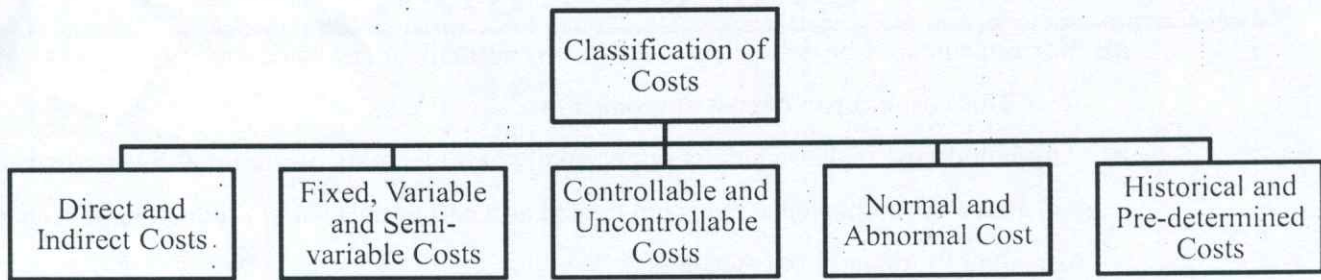 Classification of
Costs
Direct and
Indirect Costs
Fixed, Variable
and Semi-
variable Costs
Controllable and
Uncontrollable
Costs
Normal and
Abnormal Cost
Historical and
Pre-determined
Costs